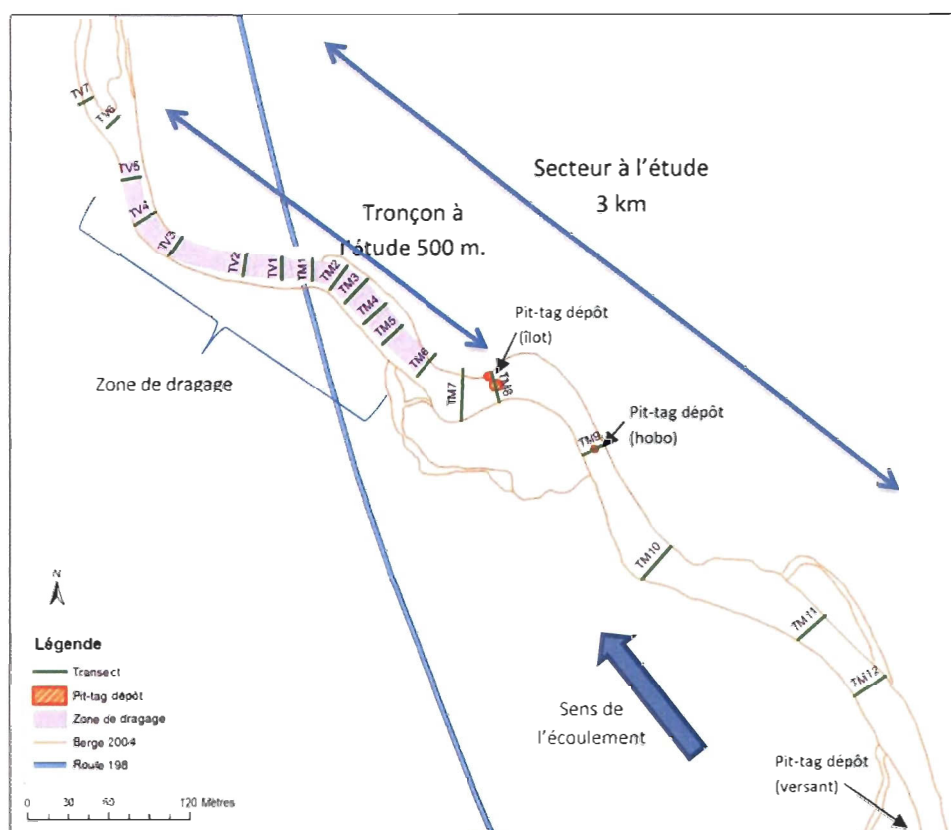 TV7
TV6
TV5
TV4
TV3
TV2
TV1
TM1
TM2
TM3
TM4
TM5
TM6
TM7
TM8
TM9
TM10
TM11
TM12
Secteur à l'étude
3 km
Tronçon à
l'étude 500 m.
Pit-tag dépôt
(îlot)
Pit-tag dépôt
(hobo)
Zone de dragage
Sens de
l'écoulement
Pit-tag dépôt
(versant)
N
Légende
Transect
Pit-tag dépôt
Zone de dragage
Berge 2004
Route 198
0 30 60 120 Mètres